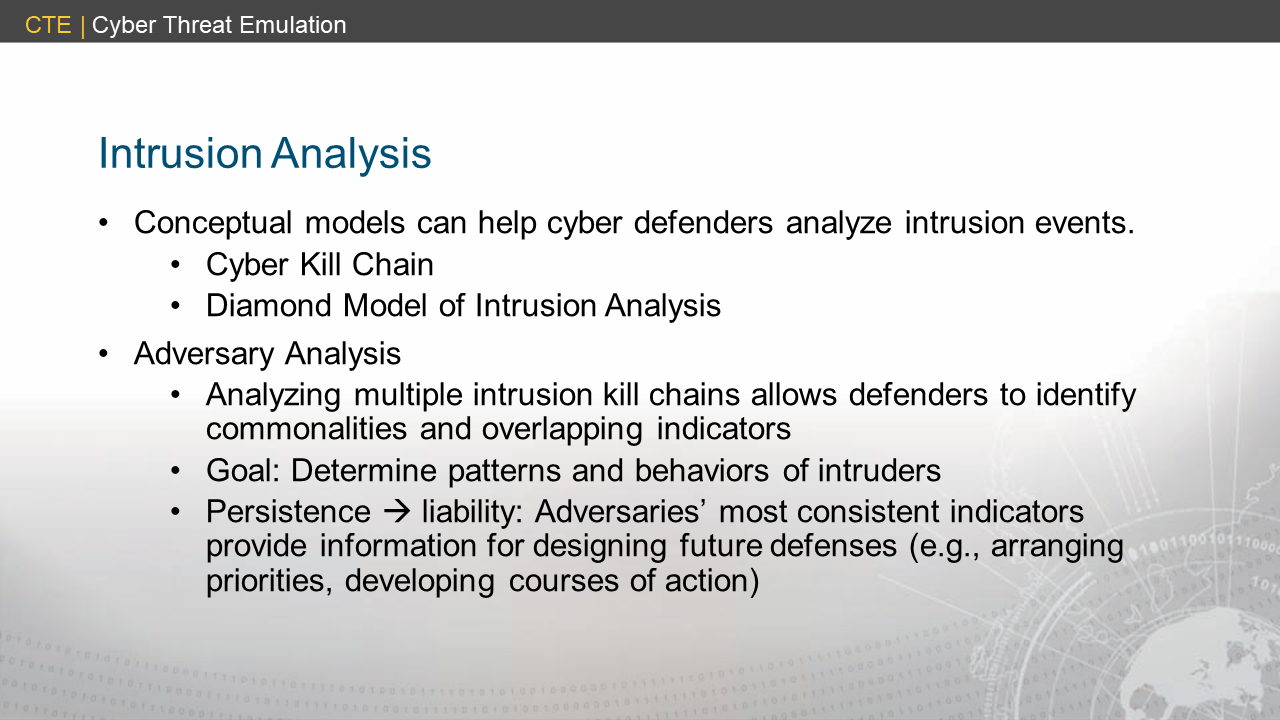 CTE | Cyber Threat Emulation
Intrusion Analysis
• Conceptual models can help cyber defenders analyze intrusion events.
• Cyber Kill Chain
• Diamond Model of Intrusion Analysis
• Adversary Analysis
• Analyzing multiple intrusion kill chains allows defenders to identify
commonalities and overlapping indicators
• Goal: Determine patterns and behaviors of intruders
• Persistence → liability: Adversaries’ most consistent indicators
provide information for designing future defenses (e.g., arranging
priorities, developing courses of action)